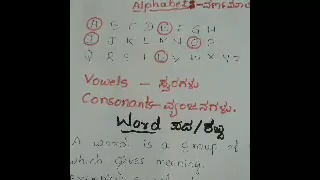 Alphabets-ವರ್ಣಮಾಲ
A B C D E F G H
I J K L M N O P
Q R S T U V W X Y Z
Vowels - ಸ್ವರಗಳು
Consonants-ವ್ಯಂಜನಗಳು.
Word ಪದ/ಶಬ್ದ
A word is a group of
which gives meaning.